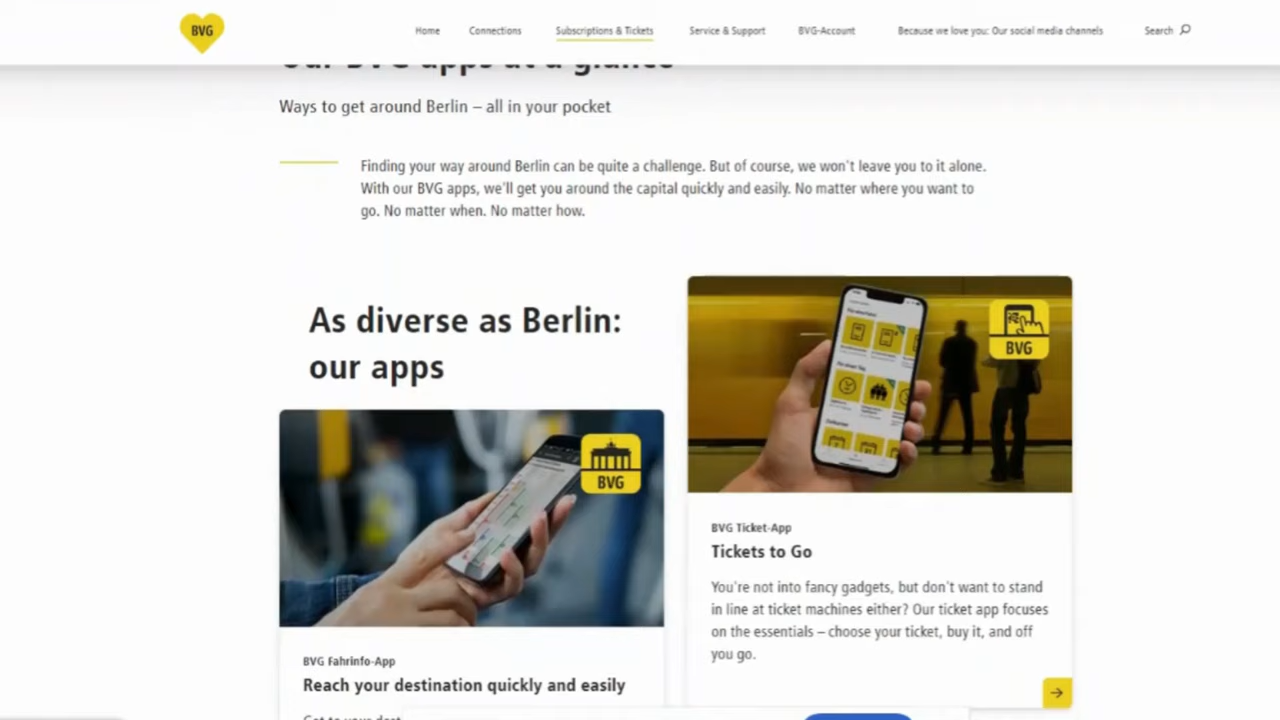 BVG
Home
Connections
Subscriptions & Tickets
Service & Support
BVG-Account
Because we love you: Our social media channels
Search
Our BVG apps at a glance
Ways to get around Berlin – all in your pocket
Finding your way around Berlin can be quite a challenge. But of course, we won't leave you to it alone.
With our BVG apps, we'll get you around the capital quickly and easily. No matter where you want to
go. No matter when. No matter how.
As diverse as Berlin:
our apps
BVG
BVG Fahrinfo-App
Reach your destination quickly and easily
BVG
BVG Ticket-App
Tickets to Go
You're not into fancy gadgets, but don't want to stand
in line at ticket machines either? Our ticket app focuses
on the essentials – choose your ticket, buy it, and off
you go.